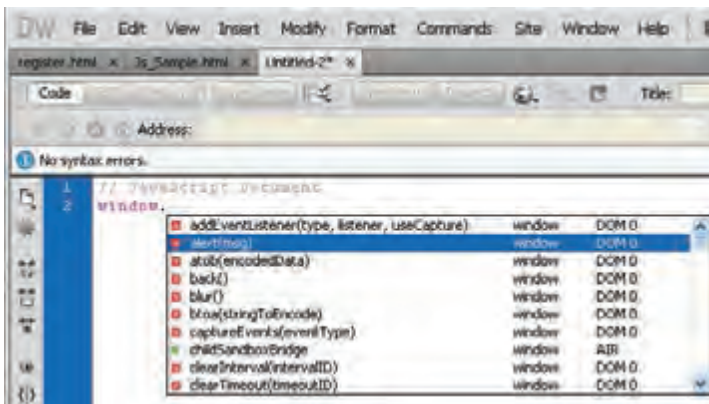 DW File Edit View Insert Modify Format Commands Site Window Help
register.html × Js_Sample.html × Untitled-2* ×
Code Title:
Address:
No syntax errors.
1 // JavaScript Document
2 window.
addEventListener(type, listener, useCapture) window DOM 0
alert(msg) window DOM 0
atob(encodedData) window DOM 0
back() window DOM 0
blur() window DOM 0
btoa(stringToEncode) window DOM 0
captureEvents(eventType) window DOM 0
childSandboxBridge window AIR
clearInterval(intervalID) window DOM 0
clearTimeout(timeoutID) window DOM 0